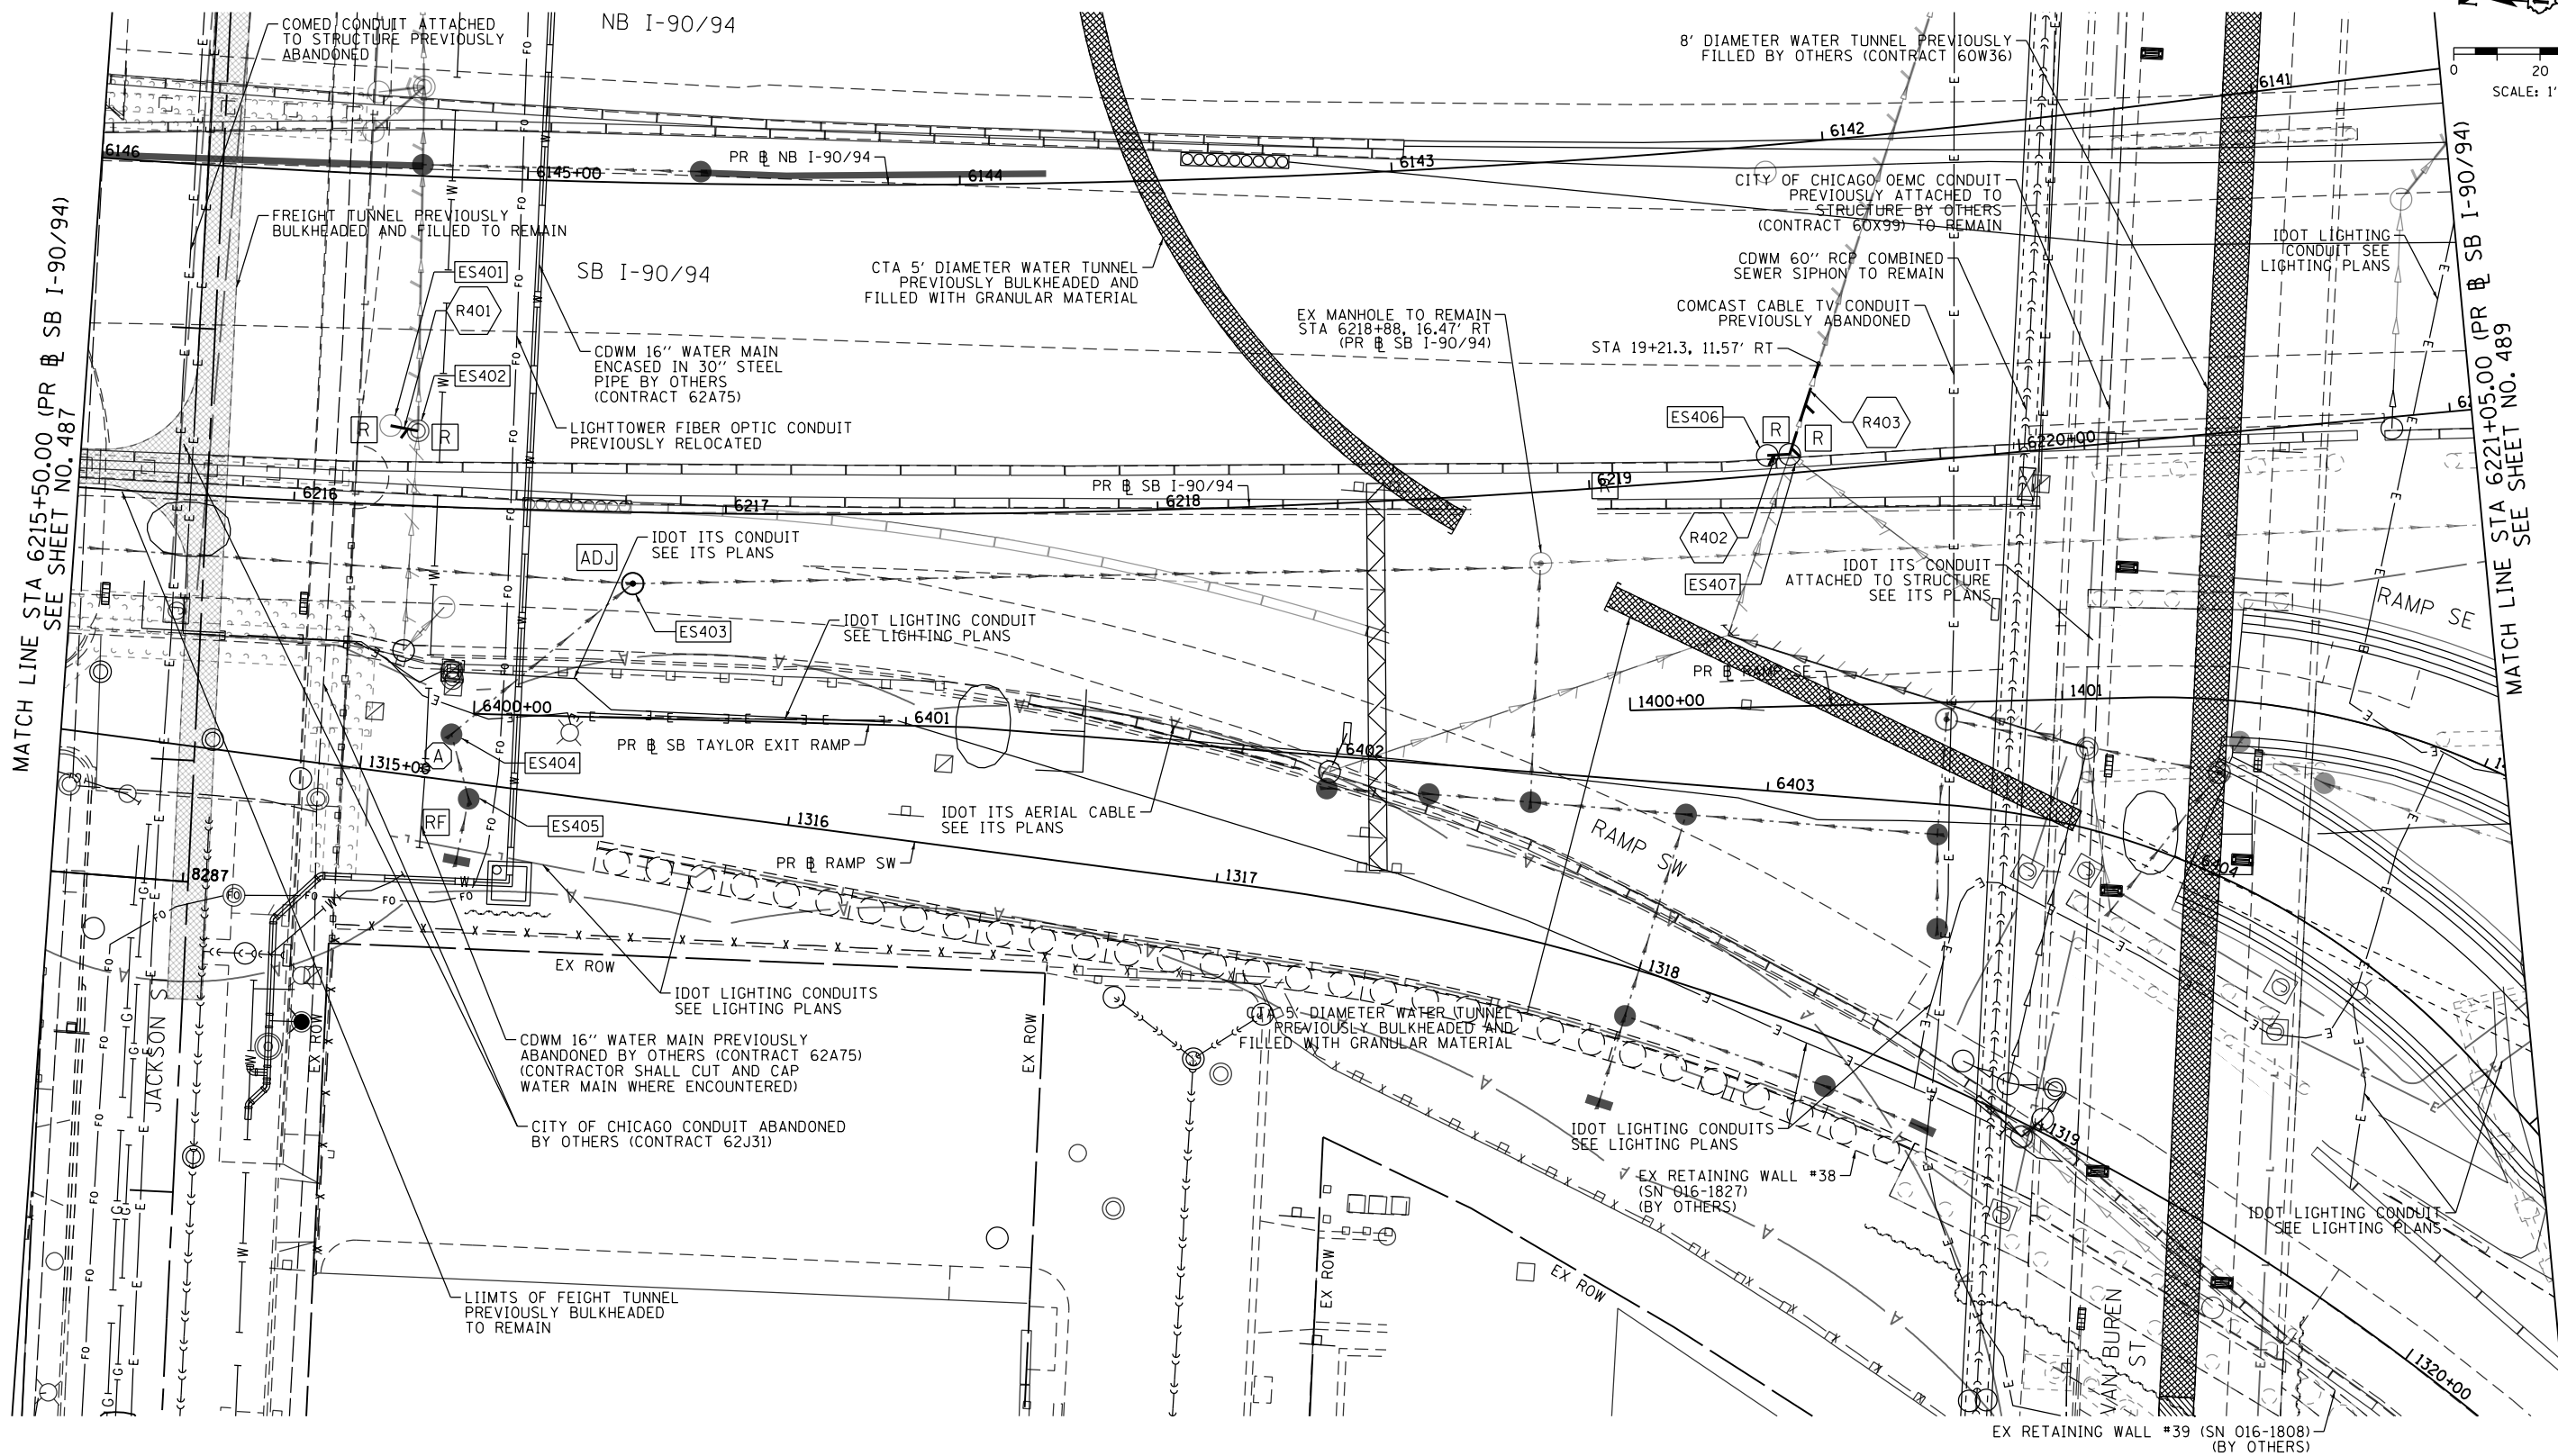 COMED CONDUIT ATTACHED
TO STRUCTURE PREVIOUSLY
ABANDONED
NB I-90/94
8' DIAMETER WATER TUNNEL PREVIOUSLY
FILLED BY OTHERS (CONTRACT 60W36)
0 20
SCALE: 1"
6141
6142
6143
6144
6145+00
6146
PR ⅊ NB I-90/94
FREIGHT TUNNEL PREVIOUSLY
BULKHEADED AND FILLED TO REMAIN
SB I-90/94
CTA 5' DIAMETER WATER TUNNEL
PREVIOUSLY BULKHEADED AND
FILLED WITH GRANULAR MATERIAL
CITY OF CHICAGO OEMC CONDUIT
PREVIOUSLY ATTACHED TO
STRUCTURE BY OTHERS
(CONTRACT 60X99) TO REMAIN
CDWM 60" RCP COMBINED
SEWER SIPHON TO REMAIN
COMCAST CABLE TV CONDUIT
PREVIOUSLY ABANDONED
IDOT LIGHTING
CONDUIT SEE
LIGHTING PLANS
ES401
R401
ES402
R
R
CDWM 16" WATER MAIN
ENCASED IN 30" STEEL
PIPE BY OTHERS
(CONTRACT 62A75)
LIGHTTOWER FIBER OPTIC CONDUIT
PREVIOUSLY RELOCATED
EX MANHOLE TO REMAIN
STA 6218+88, 16.47' RT
(PR ⅊ SB I-90/94)
STA 19+21.3, 11.57' RT
ES406
R
R
R403
MATCH LINE STA 6215+50.00 (PR ⅊ SB I-90/94)
SEE SHEET NO. 487
MATCH LINE STA 6221+05.00 (PR ⅊ SB I-90/94)
SEE SHEET NO. 489
6216
6217
6218
6219
6220+00
PR ⅊ SB I-90/94
R
R402
ES407
IDOT ITS CONDUIT
SEE ITS PLANS
ADJ
ES403
IDOT LIGHTING CONDUIT
SEE LIGHTING PLANS
IDOT ITS CONDUIT
ATTACHED TO STRUCTURE
SEE ITS PLANS
RAMP SE
PR ⅊ RAMP SE
1400+00
1401
6400+00
6401
6402
6403
6404
PR ⅊ SB TAYLOR EXIT RAMP
A
ES404
1315+00
RF
ES405
1316
IDOT ITS AERIAL CABLE
SEE ITS PLANS
PR ⅊ RAMP SW
1317
RAMP SW
8287
1318
EX ROW
IDOT LIGHTING CONDUITS
SEE LIGHTING PLANS
CTA 5' DIAMETER WATER TUNNEL
PREVIOUSLY BULKHEADED AND
FILLED WITH GRANULAR MATERIAL
JACKSON
EX ROW
EX ROW
CDWM 16" WATER MAIN PREVIOUSLY
ABANDONED BY OTHERS (CONTRACT 62A75)
(CONTRACTOR SHALL CUT AND CAP
WATER MAIN WHERE ENCOUNTERED)
CITY OF CHICAGO CONDUIT ABANDONED
BY OTHERS (CONTRACT 62J31)
IDOT LIGHTING CONDUITS
SEE LIGHTING PLANS
1319
EX RETAINING WALL #38
(SN 016-1827)
(BY OTHERS)
IDOT LIGHTING CONDUIT
SEE LIGHTING PLANS
EX ROW
EX ROW
LIIMTS OF FEIGHT TUNNEL
PREVIOUSLY BULKHEADED
TO REMAIN
VAN BUREN
ST
1320+00
EX RETAINING WALL #39 (SN 016-1808)
(BY OTHERS)